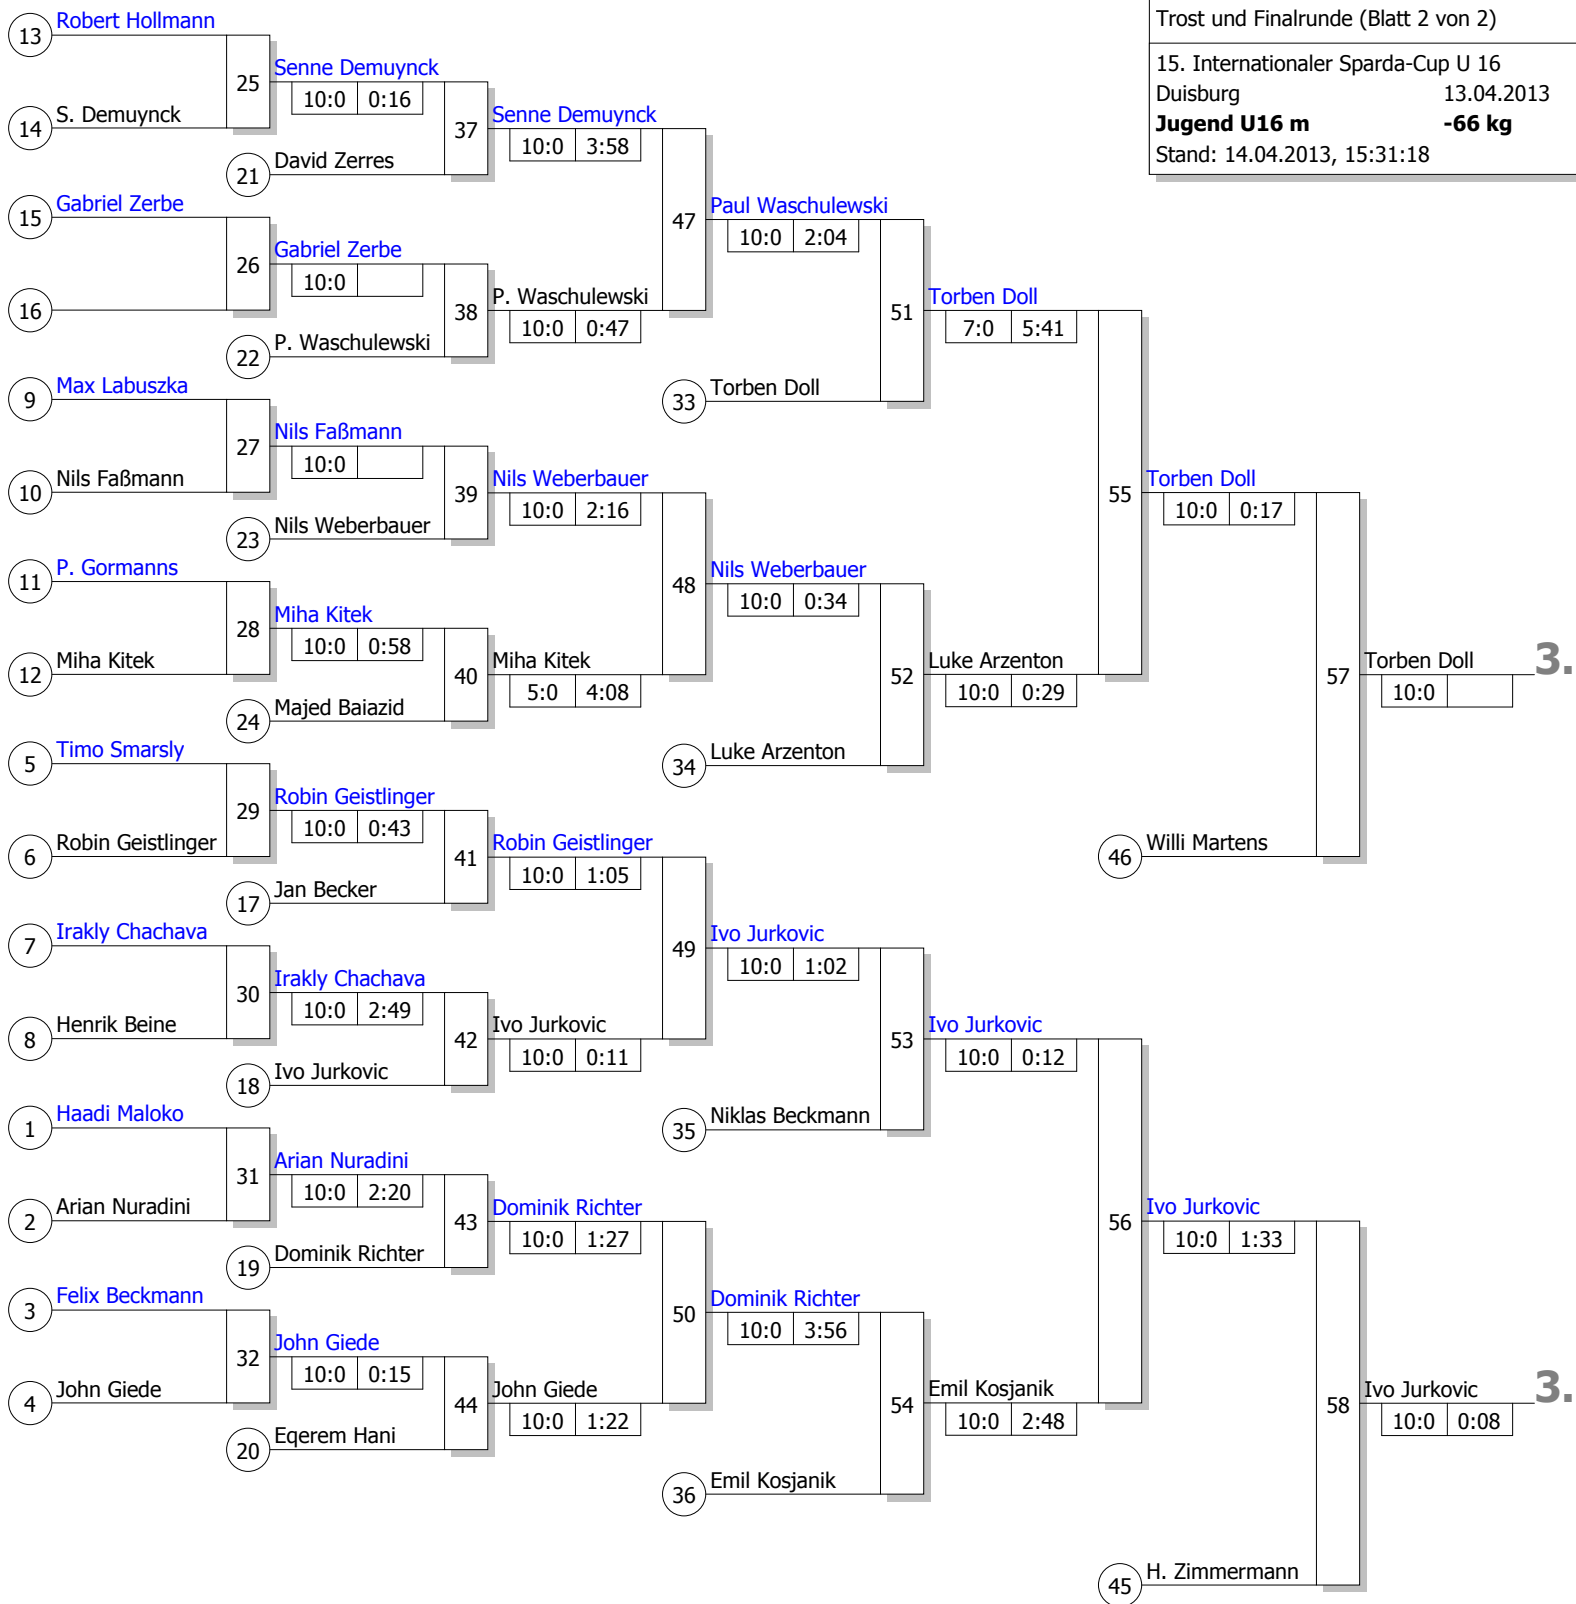 Trost und Finalrunde (Blatt 2 von 2)
15. Internationaler Sparda-Cup U 16
Duisburg 13.04.2013
Jugend U16 m -66 kg
Stand: 14.04.2013, 15:31:18
13 Robert Hollmann
14 S. Demuynck
15 Gabriel Zerbe
16
9 Max Labuszka
10 Nils Faßmann
11 P. Gormanns
12 Miha Kitek
5 Timo Smarsly
6 Robin Geistlinger
7 Irakly Chachava
8 Henrik Beine
1 Haadi Maloko
2 Arian Nuradini
3 Felix Beckmann
4 John Giede
25 Senne Demuynck
10:0 0:16
21 David Zerres
26 Gabriel Zerbe
10:0
22 P. Waschulewski
27 Nils Faßmann
10:0
23 Nils Weberbauer
28 Miha Kitek
10:0 0:58
24 Majed Baiazid
29 Robin Geistlinger
10:0 0:43
17 Jan Becker
30 Irakly Chachava
10:0 2:49
18 Ivo Jurkovic
31 Arian Nuradini
10:0 2:20
19 Dominik Richter
32 John Giede
10:0 0:15
20 Eqerem Hani
37 Senne Demuynck
10:0 3:58
38 P. Waschulewski
10:0 0:47
39 Nils Weberbauer
10:0 2:16
40 Miha Kitek
5:0 4:08
41 Robin Geistlinger
10:0 1:05
42 Ivo Jurkovic
10:0 0:11
43 Dominik Richter
10:0 1:27
44 John Giede
10:0 1:22
47 Paul Waschulewski
10:0 2:04
33 Torben Doll
48 Nils Weberbauer
10:0 0:34
34 Luke Arzenton
49 Ivo Jurkovic
10:0 1:02
35 Niklas Beckmann
50 Dominik Richter
10:0 3:56
36 Emil Kosjanik
51 Torben Doll
7:0 5:41
52 Luke Arzenton
10:0 0:29
53 Ivo Jurkovic
10:0 0:12
54 Emil Kosjanik
10:0 2:48
55 Torben Doll
10:0 0:17
46 Willi Martens
56 Ivo Jurkovic
10:0 1:33
45 H. Zimmermann
57 Torben Doll 3.
10:0
58 Ivo Jurkovic 3.
10:0 0:08